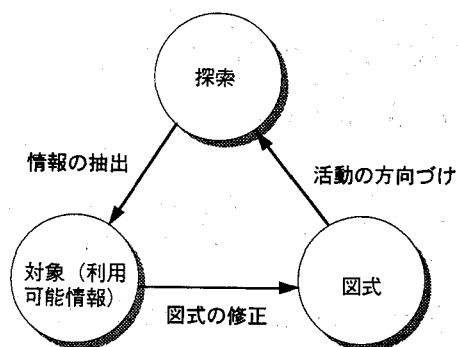 探索
情報の抽出
活動の方向づけ
対象（利用
可能情報）
図式の修正
図式